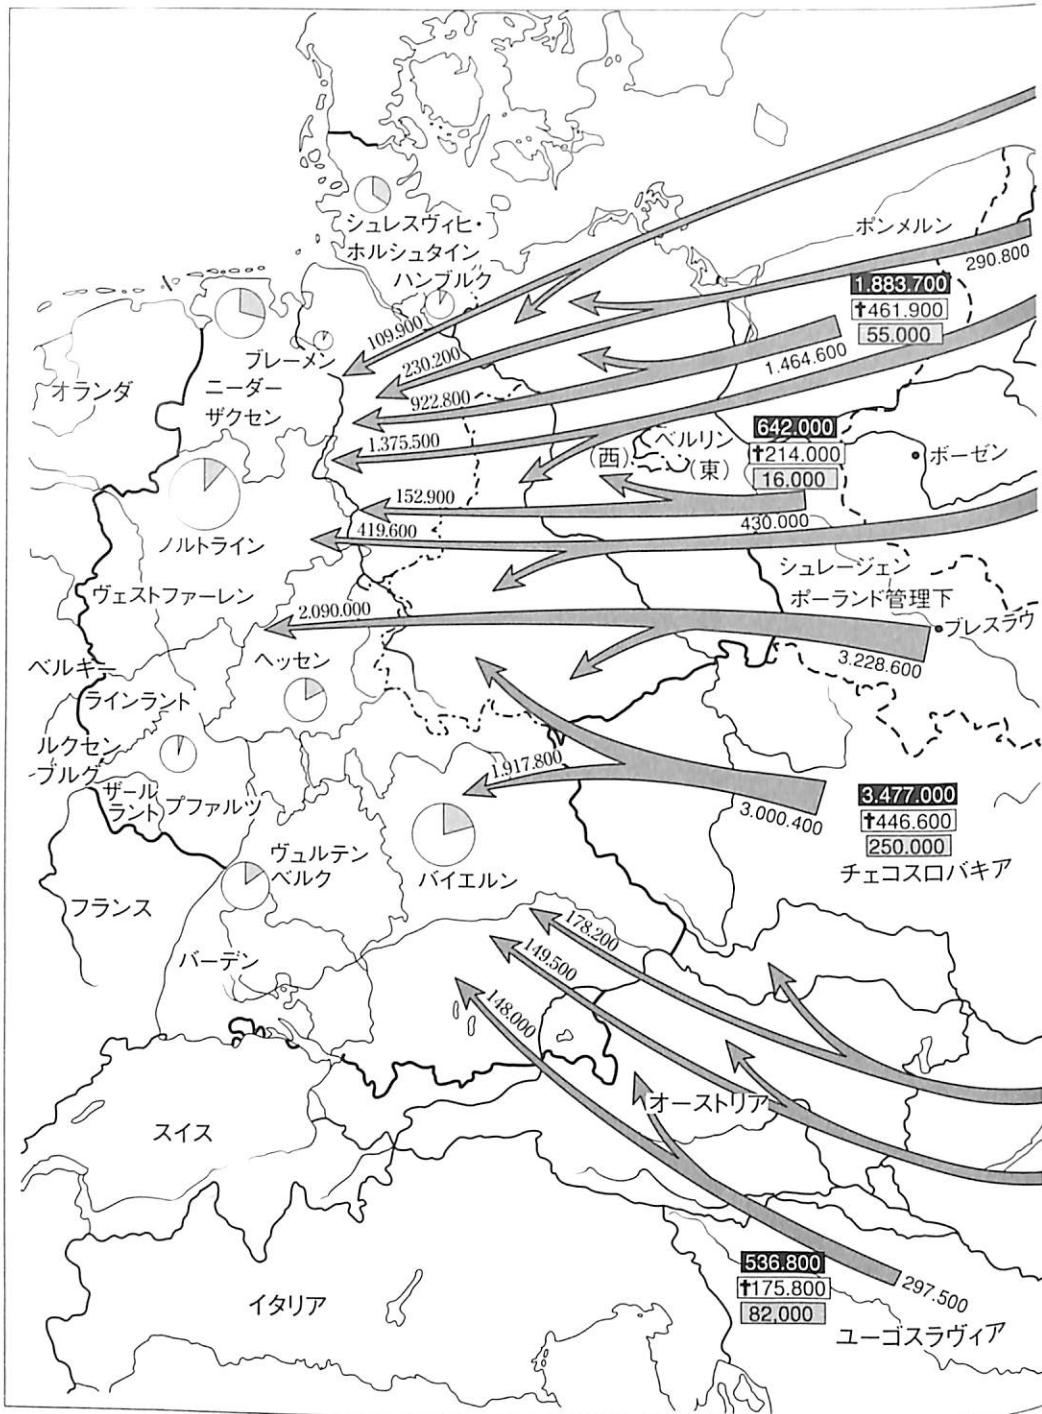 シュレスヴィヒ・
ホルシュタイン
ハンブルク
ポンメルン
290.800
1.883.700
✝461.900
55.000
109.900
230.200
922.800
1.375.500
1.464.600
ブレーメン
オランダ
ニーダー
ザクセン
642.000
✝214.000
16.000
ベルリン
(西)
(東)
ポーゼン
152.900
430.000
419.600
ノルトライン
ヴェストファーレン
シュレージェン
ポーランド管理下
ブレスラウ
2.090.000
3.228.600
ヘッセン
ベルギー
ラインラント
ルクセン
ブルグ
ザール
ラント
プファルツ
1.917.800
3.000.400
3.477.000
✝446.600
250.000
チェコスロバキア
ヴュルテン
ベルク
バイエルン
フランス
バーデン
178.200
149.500
148.000
オーストリア
スイス
イタリア
536.800
✝175.800
82,000
297.500
ユーゴスラヴィア